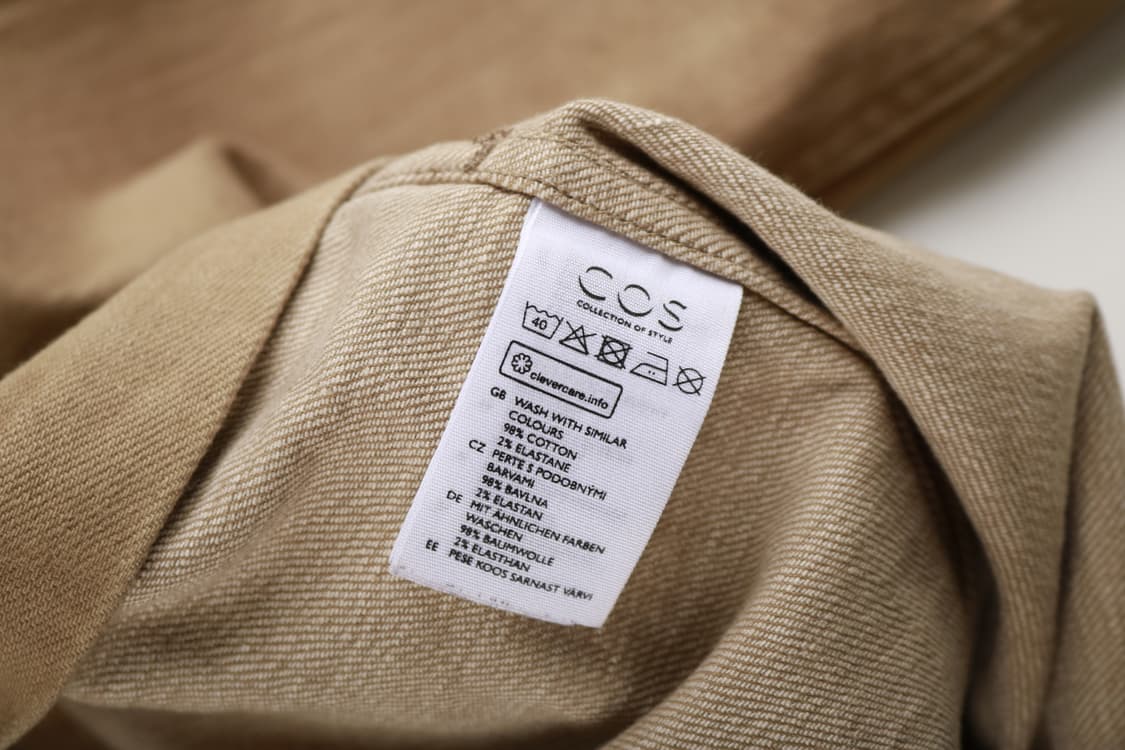 COS
COLLECTION OF STYLE
40
clevercare.info
GB WASH WITH SIMILAR
COLOURS
98% COTTON
2% ELASTANE
CZ PERTE S PODOBNÝMI
BARVAMI
98% BAVLNA
2% ELASTAN
DE MIT ÄHNLICHEN FARBEN
WASCHEN
98% BAUMWOLLE
2% ELASTHAN
EE PESE KOOS SARNAST VÄRVI